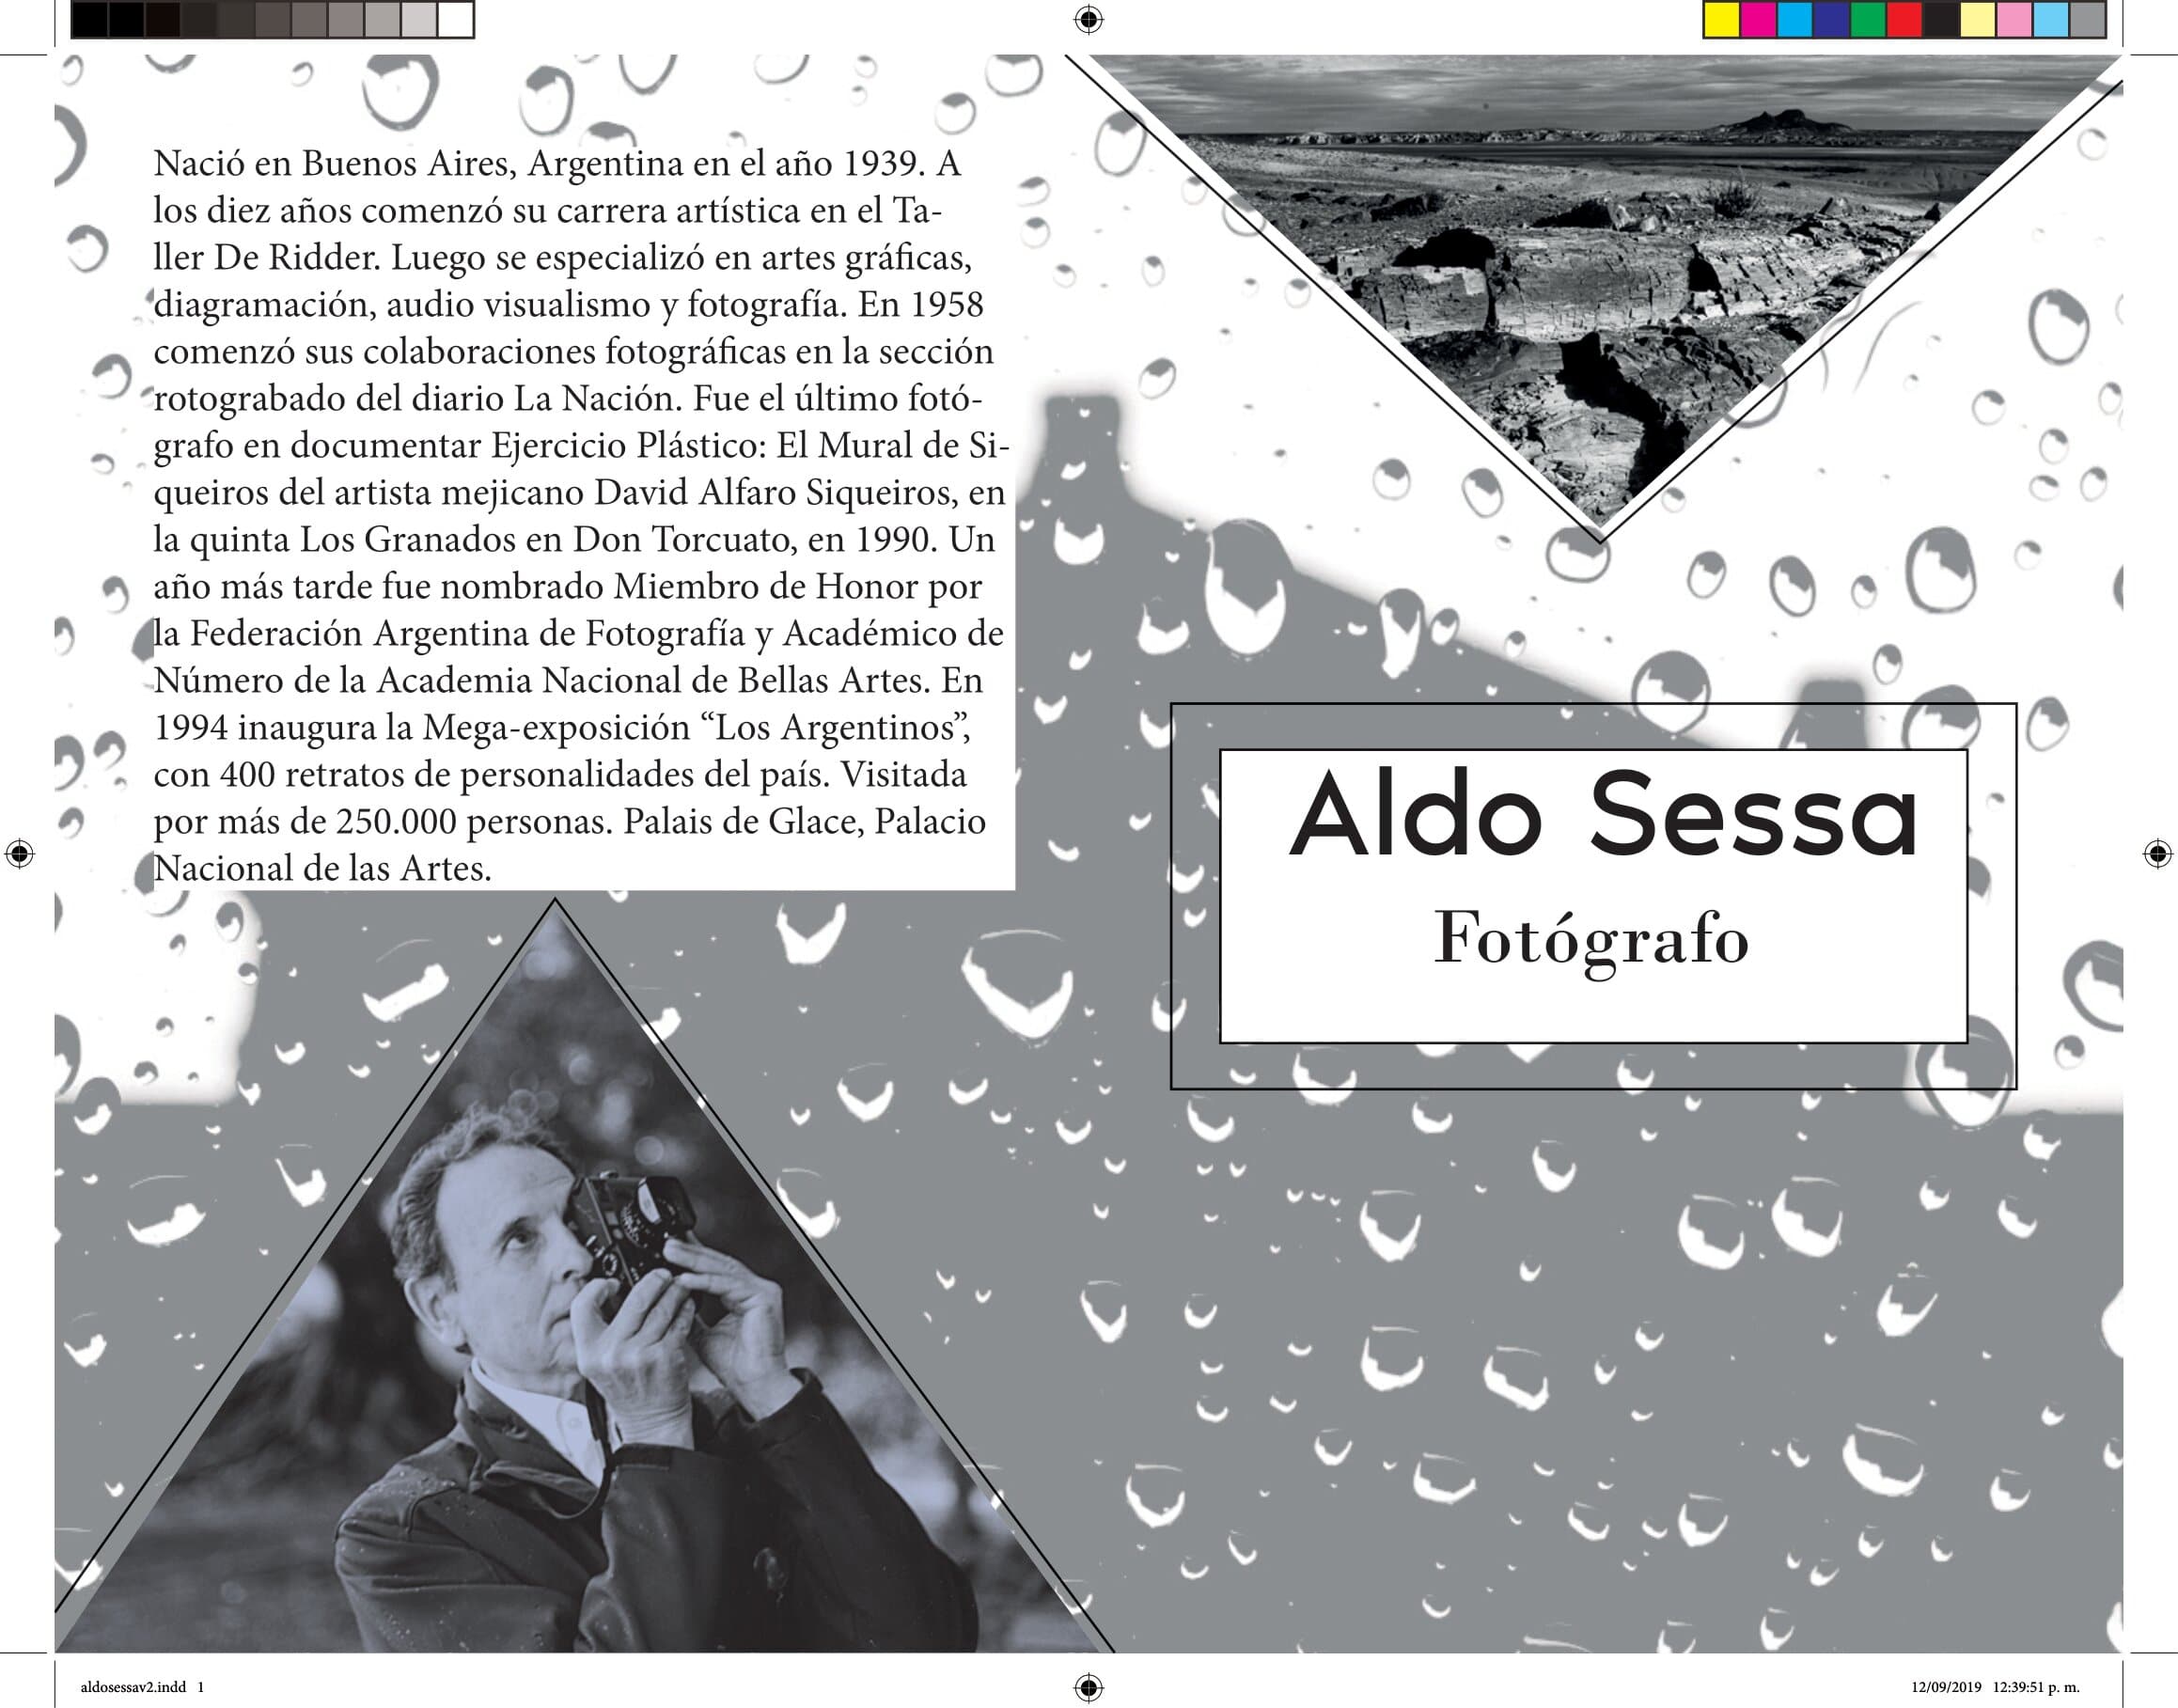 Nació en Buenos Aires, Argentina en el año 1939. A
los diez años comenzó su carrera artística en el Ta-
ller De Ridder. Luego se especializó en artes gráficas,
diagramación, audio visualismo y fotografía. En 1958
comenzó sus colaboraciones fotográficas en la sección
rotograbado del diario La Nación. Fue el último fotó-
grafo en documentar Ejercicio Plástico: El Mural de Si-
queiros del artista mejicano David Alfaro Siqueiros, en
la quinta Los Granados en Don Torcuato, en 1990. Un
año más tarde fue nombrado Miembro de Honor por
la Federación Argentina de Fotografía y Académico de
Número de la Academia Nacional de Bellas Artes. En
1994 inaugura la Mega-exposición “Los Argentinos”,
con 400 retratos de personalidades del país. Visitada
por más de 250.000 personas. Palais de Glace, Palacio
Nacional de las Artes.
Aldo Sessa
Fotógrafo
aldosessav2.indd 1
12/09/2019 12:39:51 p. m.